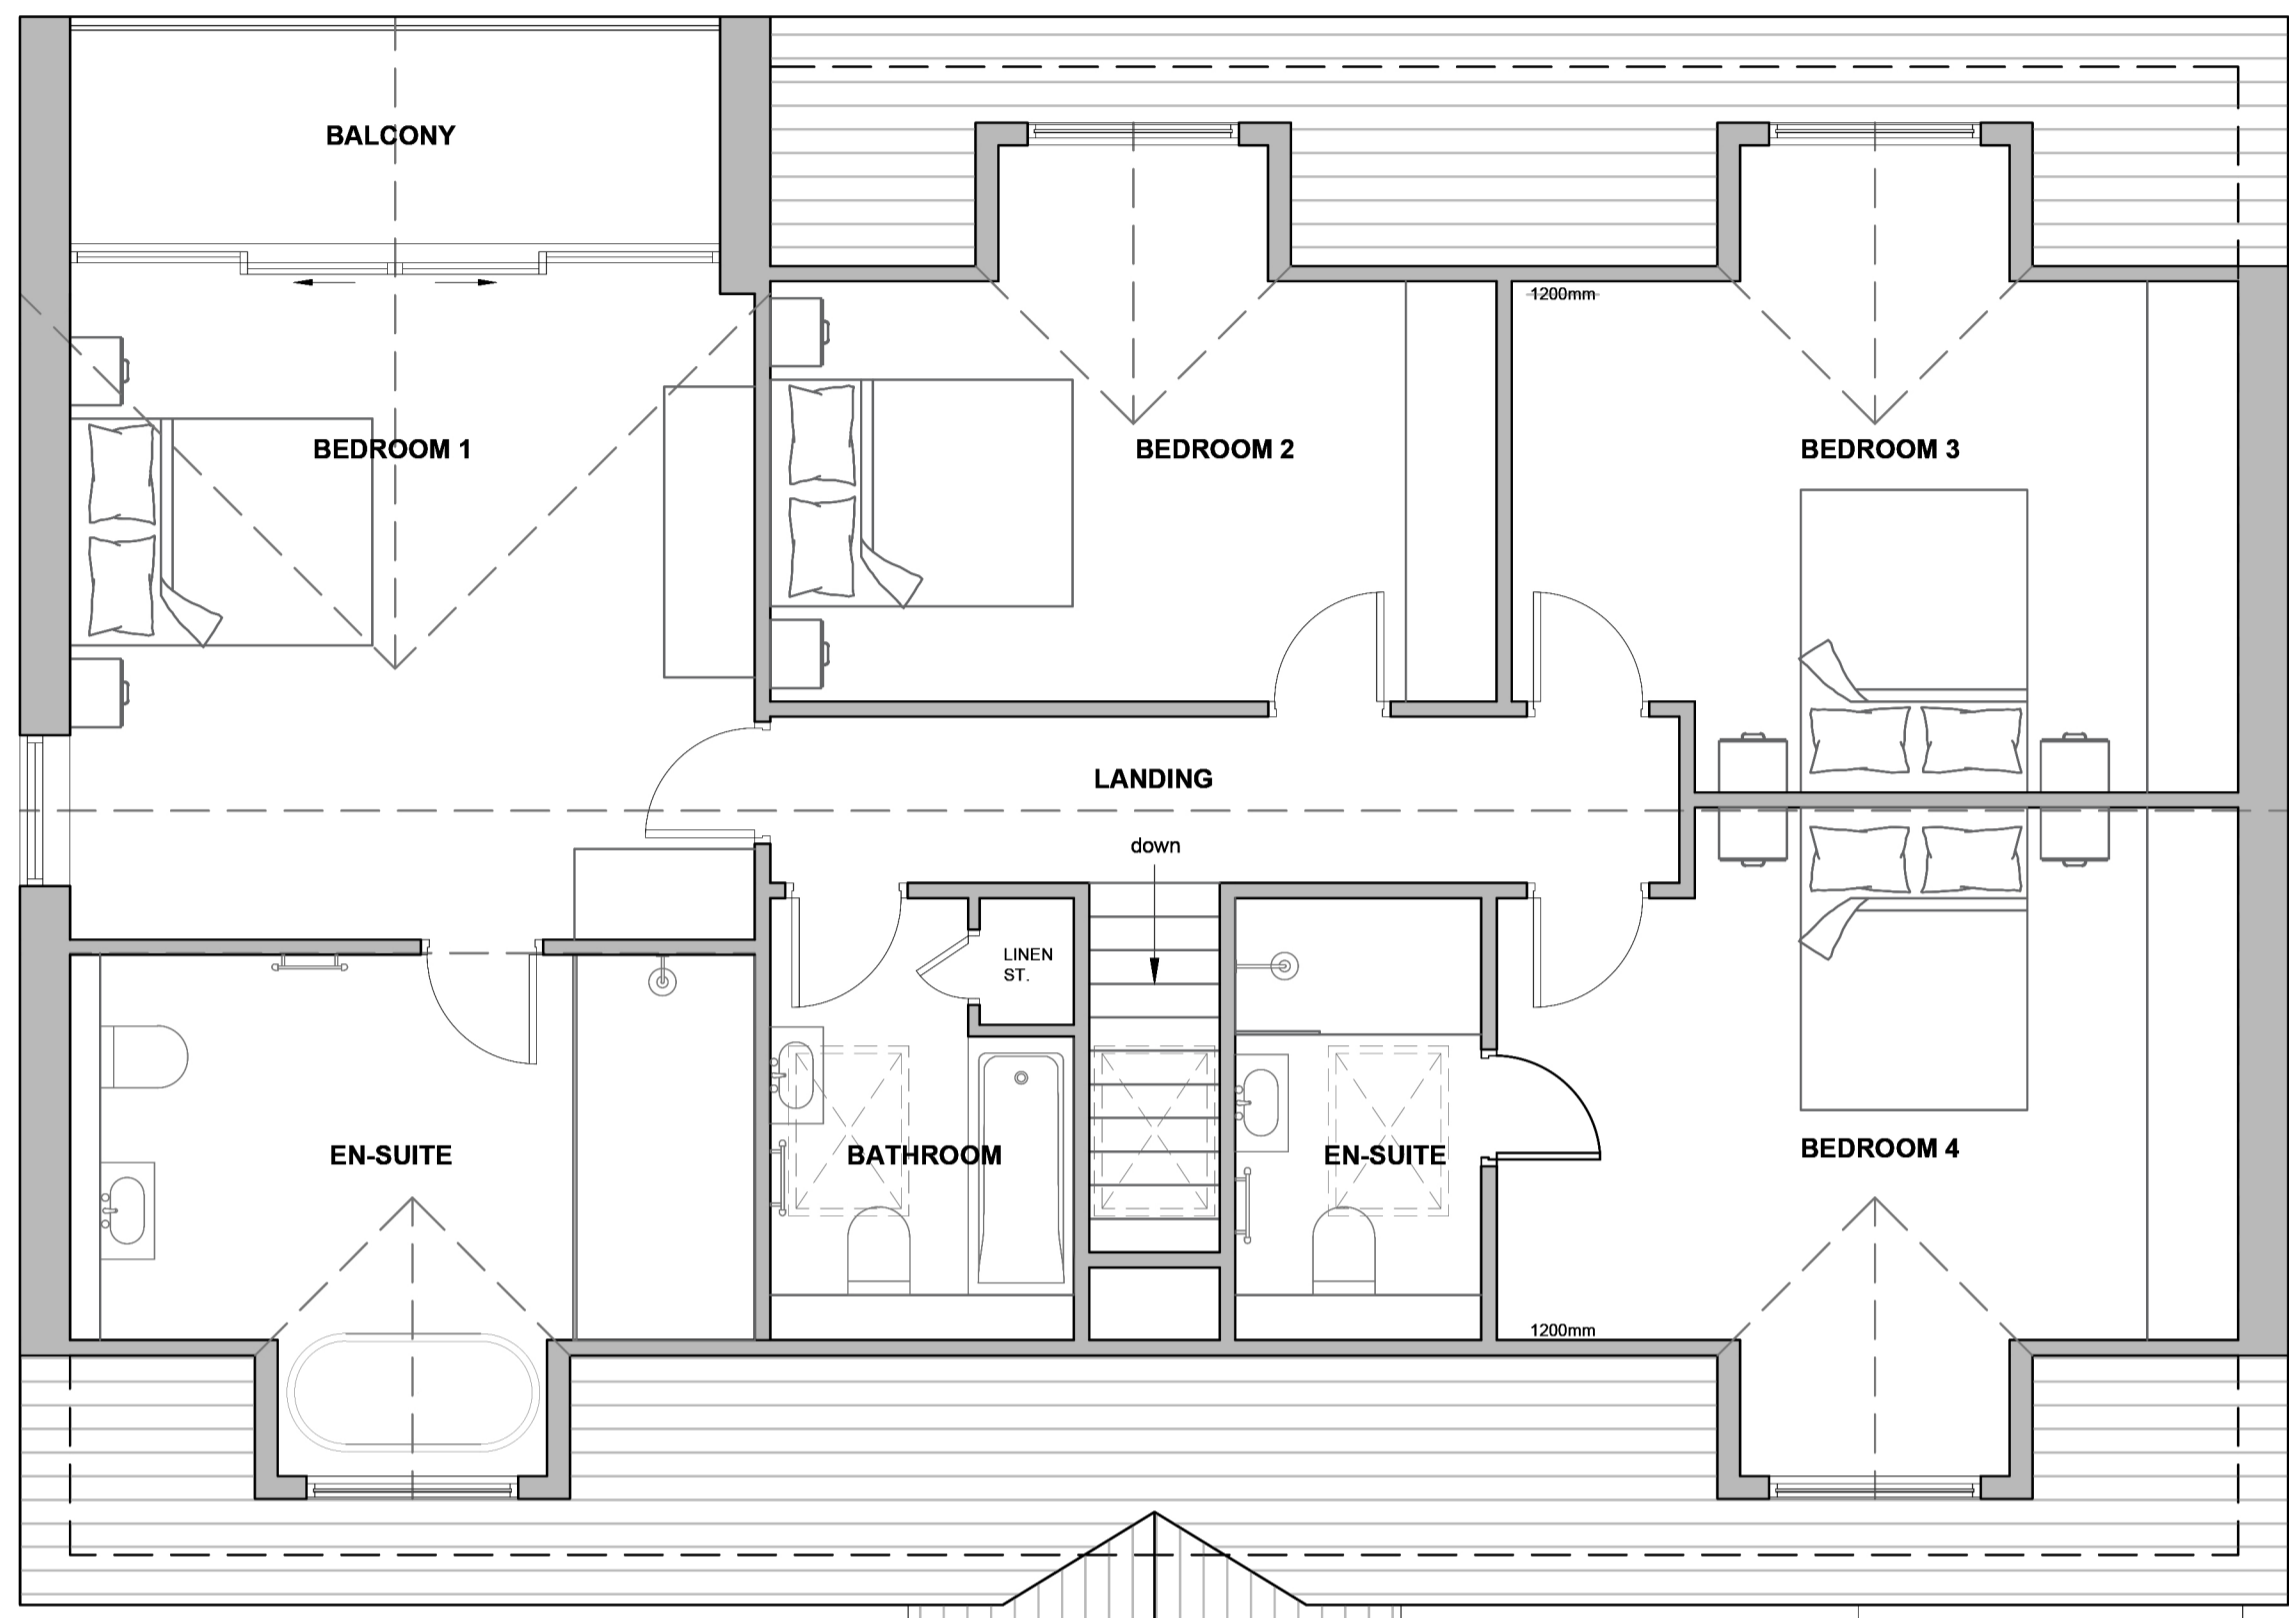 BALCONY
1200mm
BEDROOM 1
BEDROOM 2
BEDROOM 3
LANDING
down
LINEN
ST.
EN-SUITE
BATHROOM
EN-SUITE
BEDROOM 4
1200mm